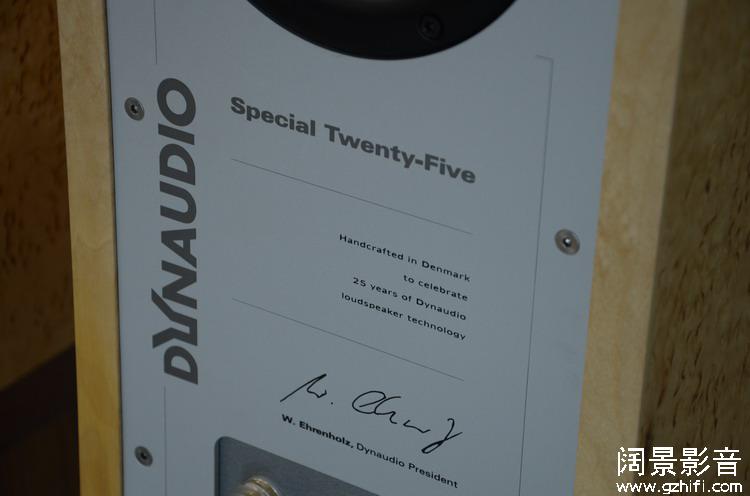 DYNAUDIO
Special Twenty-Five
Handcrafted in Denmark
to celebrate
25 years of Dynaudio
loudspeaker technology
W. Ehrenholz
W. Ehrenholz, Dynaudio President
阔景影音
www.gzhifi.com